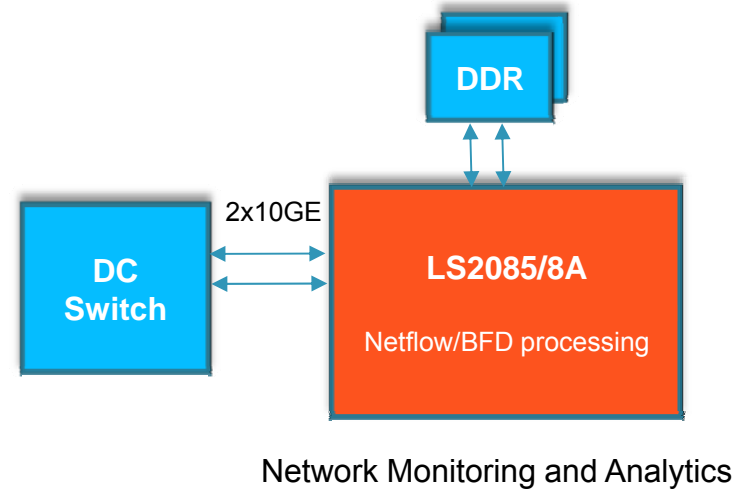 DDR
2x10GE
DC
Switch
LS2085/8A
Netflow/BFD processing
Network Monitoring and Analytics